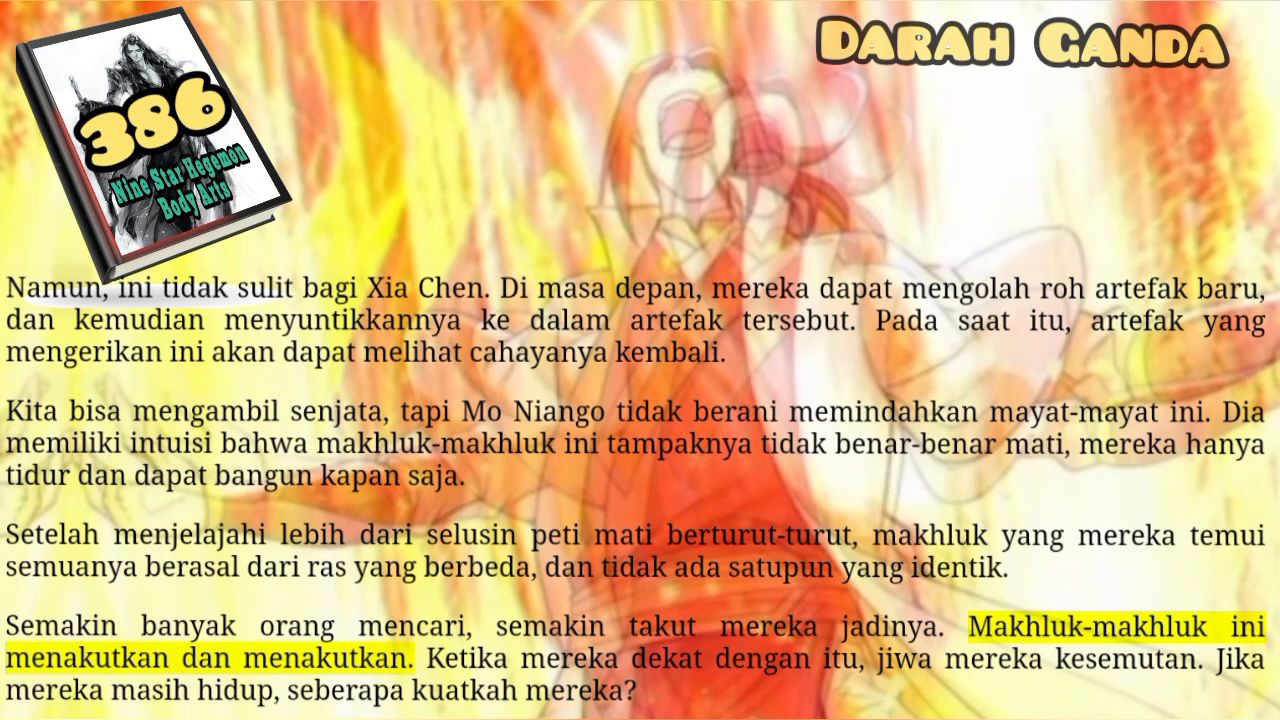 DARAH GANDA
386
Nine Star Hegemon
Body Arts
Namun, ini tidak sulit bagi Xia Chen. Di masa depan, mereka dapat mengolah roh artefak baru,
dan kemudian menyuntikkannya ke dalam artefak tersebut. Pada saat itu, artefak yang
mengerikan ini akan dapat melihat cahayanya kembali.
Kita bisa mengambil senjata, tapi Mo Niango tidak berani memindahkan mayat-mayat ini. Dia
memiliki intuisi bahwa makhluk-makhluk ini tampaknya tidak benar-benar mati, mereka hanya
tidur dan dapat bangun kapan saja.
Setelah menjelajahi lebih dari selusin peti mati berturut-turut, makhluk yang mereka temui
semuanya berasal dari ras yang berbeda, dan tidak ada satupun yang identik.
Semakin banyak orang mencari, semakin takut mereka jadinya. Makhluk-makhluk ini
menakutkan dan menakutkan. Ketika mereka dekat dengan itu, jiwa mereka kesemutan. Jika
mereka masih hidup, seberapa kuatkah mereka?